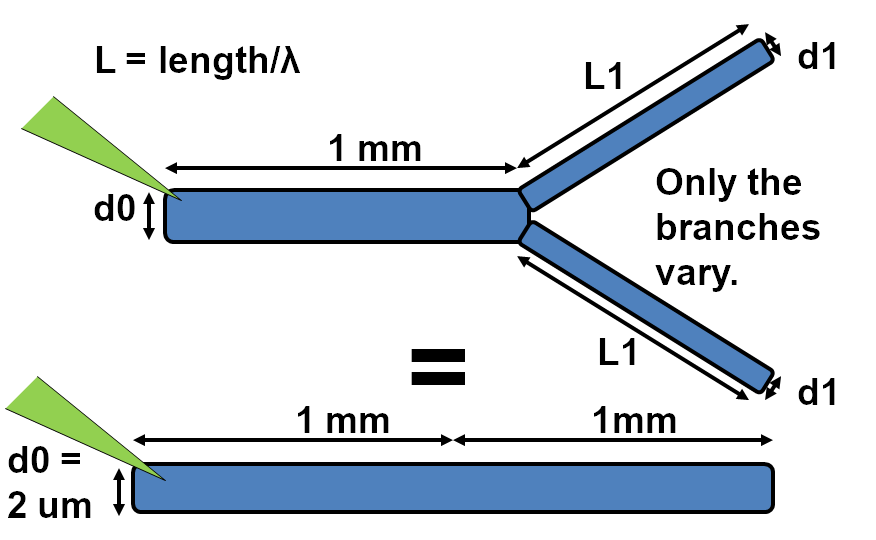 L = length/λ
d1
L1
1 mm
d0
Only the
branches
vary.
L1
=
d1
1 mm
1mm
d0 =
2 um